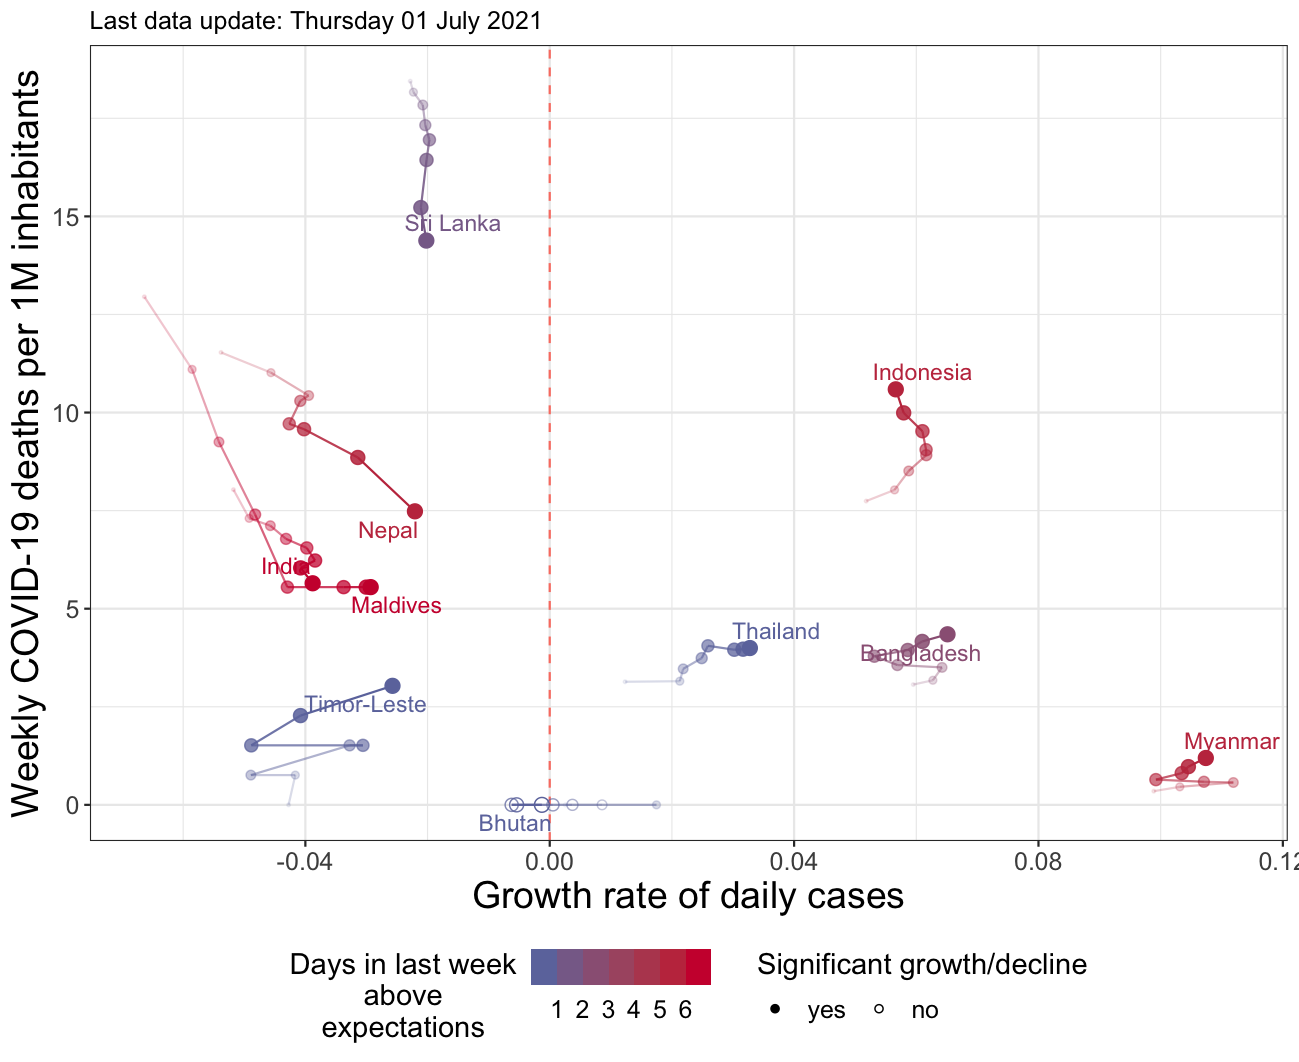 Last data update: Thursday 01 July 2021
Weekly COVID-19 deaths per 1M inhabitants
15
10
5
0
Sri Lanka
Indonesia
Nepal
India
Maldives
Thailand
Bangladesh
Timor-Leste
Myanmar
Bhutan
-0.04 0.00 0.04 0.08 0.12
Growth rate of daily cases
Days in last week
above
expectations
1 2 3 4 5 6
Significant growth/decline
yes no